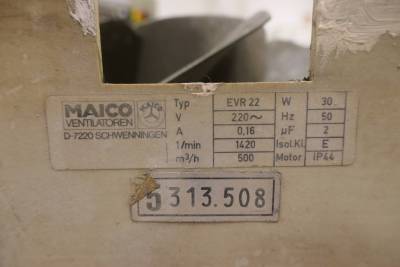 MAICO MAICO Typ EVR 22 W 30
VENTILATOREN V 220~ Hz 50
D-7220 SCHWENNINGEN A 0,16 µF 2
1/min 1420 Isol.Kl. E
m³/h 500 Motor IP44
5313.508